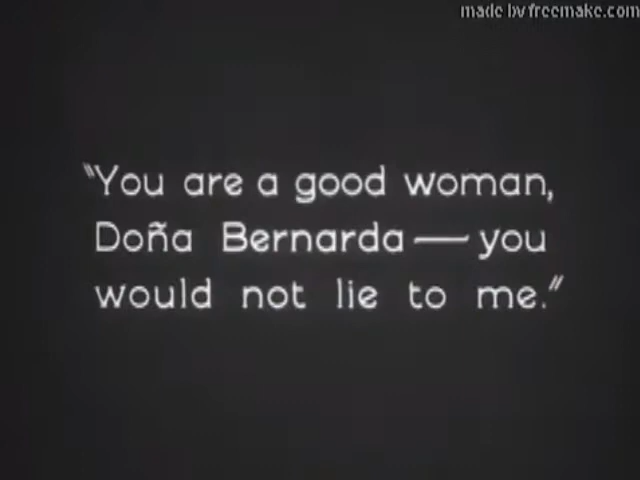 made by freemake.com
"You are a good woman,
Doña Bernarda — you
would not lie to me."